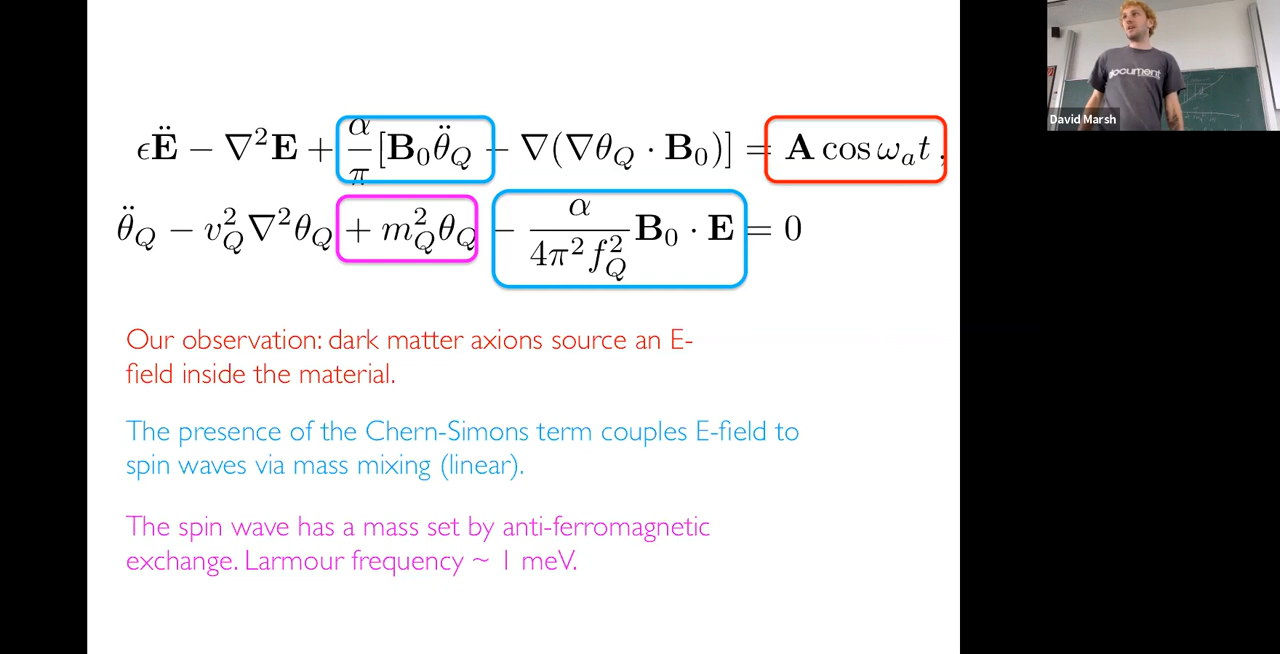 ϵË − ∇²E + α/π [B₀θ̈_Q − ∇(∇θ_Q · B₀)] = A cos ω_a t ,
θ̈_Q − v_Q²∇²θ_Q + m_Q²θ_Q − α/(4π²f_Q²) B₀ · E = 0
Our observation: dark matter axions source an E-
field inside the material.
The presence of the Chern-Simons term couples E-field to
spin waves via mass mixing (linear).
The spin wave has a mass set by anti-ferromagnetic
exchange. Larmour frequency ~ 1 meV.
document
David Marsh